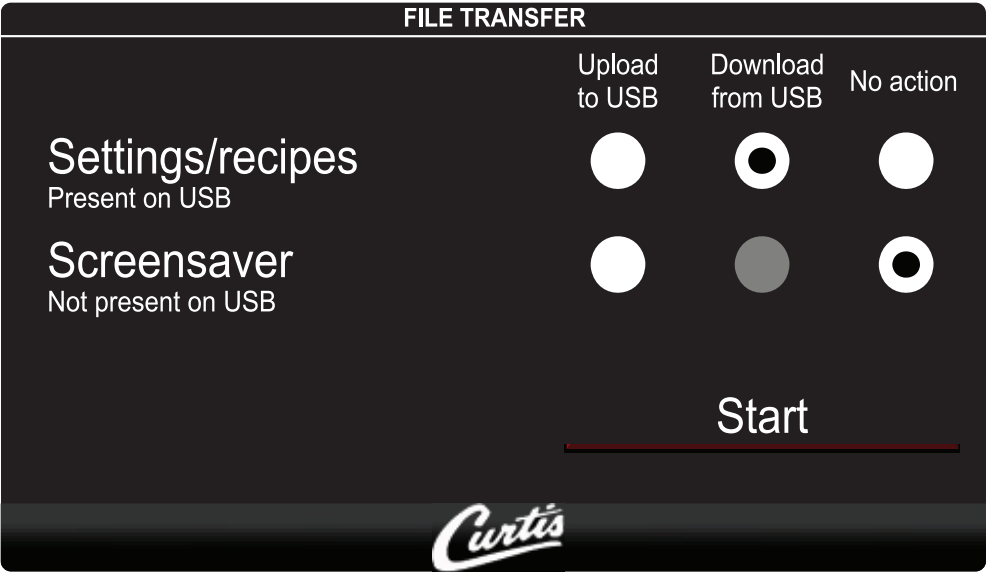 FILE TRANSFER
Upload
to USB
Download
from USB
No action
Settings/recipes
Present on USB
Screensaver
Not present on USB
Start
Curtis